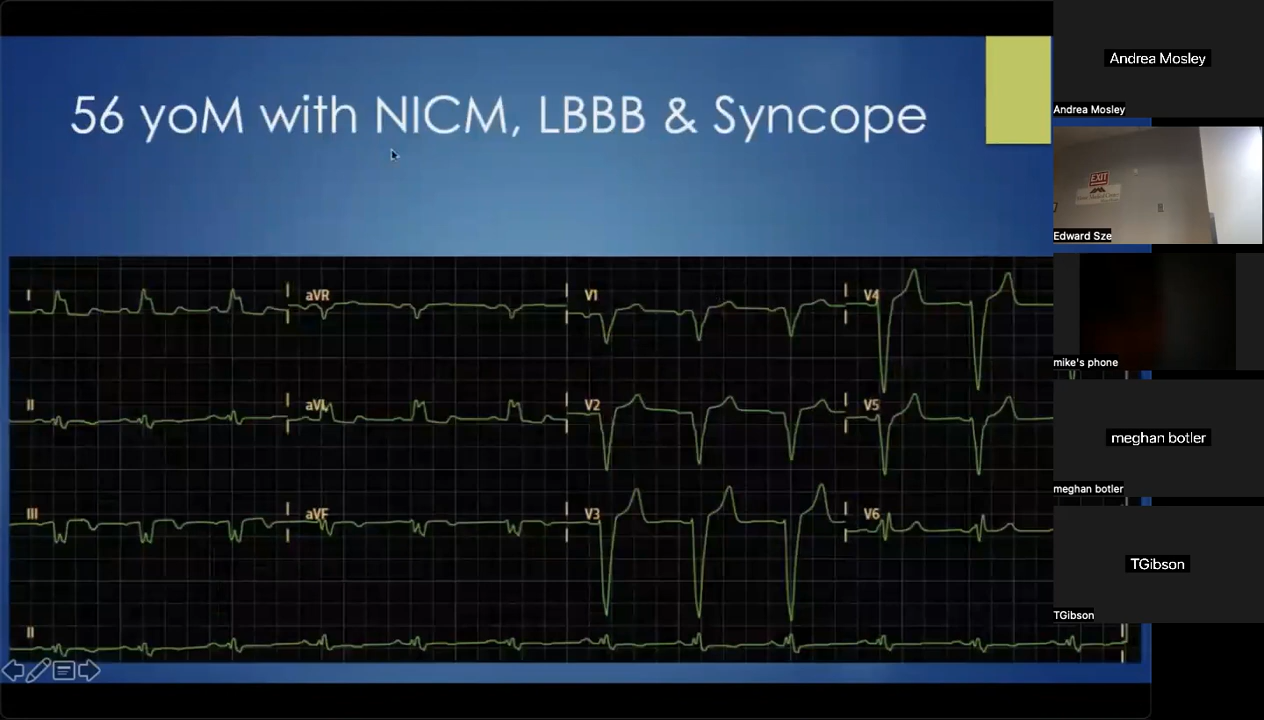 56 yoM with NICM, LBBB & Syncope
I
aVR
V1
V4
II
aVL
V2
V5
III
aVF
V3
V6
II
Andrea Mosley
Andrea Mosley
EXIT
Edward Sze
mike's phone
meghan botler
meghan botler
TGibson
TGibson